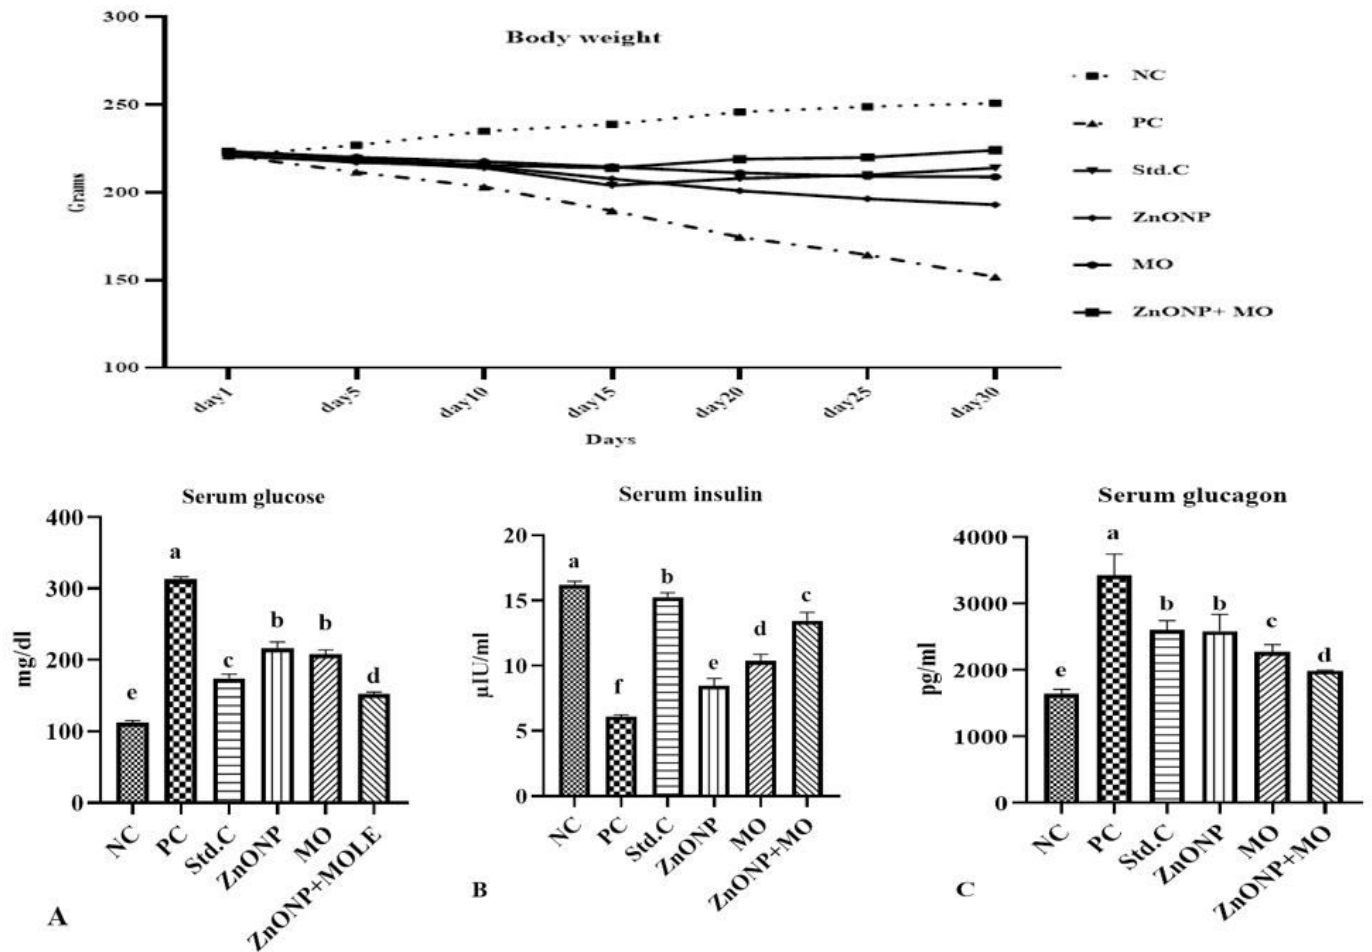 Body weight
Grams
300
250
200
150
100
day1 day5 day10 day15 day20 day25 day30
Days
NC
PC
Std.C
ZnONP
MO
ZnONP+ MO
Serum glucose
mg/dl
400
300
200
100
0
e a c b b d
NC PC Std.C ZnONP MO ZnONP+MOLE
A
Serum insulin
µIU/ml
20
15
10
5
0
a f b e d c
NC PC Std.C ZnONP MO ZnONP+MO
B
Serum glucagon
pg/ml
4000
3000
2000
1000
0
e a b b c d
NC PC Std.C ZnONP MO ZnONP+MO
C